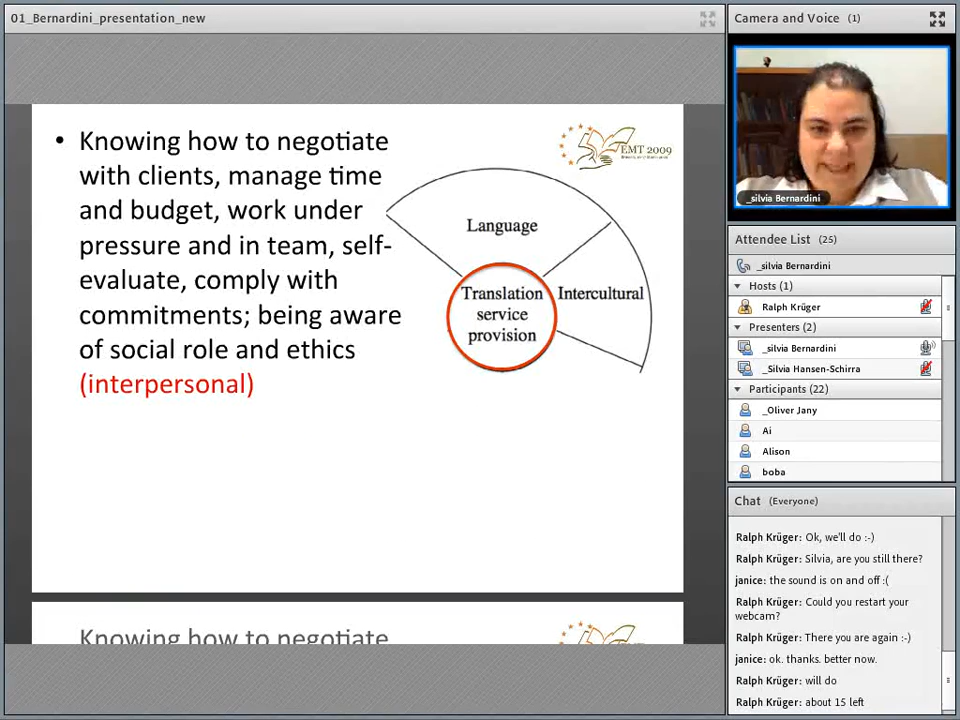 01_Bernardini_presentation_new
• Knowing how to negotiate
with clients, manage time
and budget, work under
pressure and in team, self-
evaluate, comply with
commitments; being aware
of social role and ethics
(interpersonal)
EMT 2009
Language
Translation
service
provision
Intercultural
Knowing how to negotiate
Camera and Voice (1)
_silvia Bernardini
Attendee List (25)
_silvia Bernardini
Hosts (1)
Ralph Krüger
Presenters (2)
_silvia Bernardini
_Silvia Hansen-Schirra
Participants (22)
_Oliver Jany
Ai
Alison
boba
Chat (Everyone)
Ralph Krüger: Ok, we'll do :-)
Ralph Krüger: Silvia, are you still there?
janice: the sound is on and off :(
Ralph Krüger: Could you restart your
webcam?
Ralph Krüger: There you are again :-)
janice: ok. thanks. better now.
Ralph Krüger: will do
Ralph Krüger: about 15 left